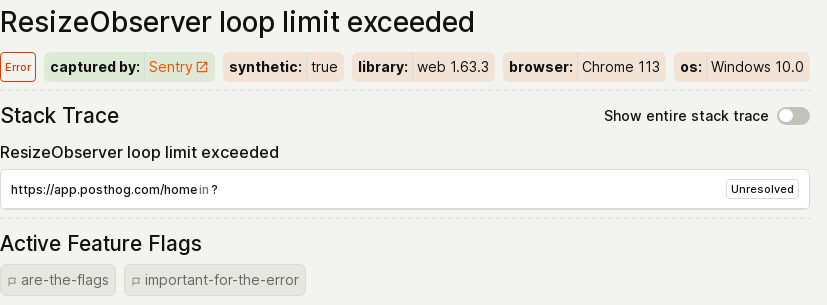 ResizeObserver loop limit exceeded
Error captured by: Sentry synthetic: true library: web 1.63.3 browser: Chrome 113 os: Windows 10.0
Stack Trace Show entire stack trace
ResizeObserver loop limit exceeded
https://app.posthog.com/home in ? Unresolved
Active Feature Flags
are-the-flags important-for-the-error